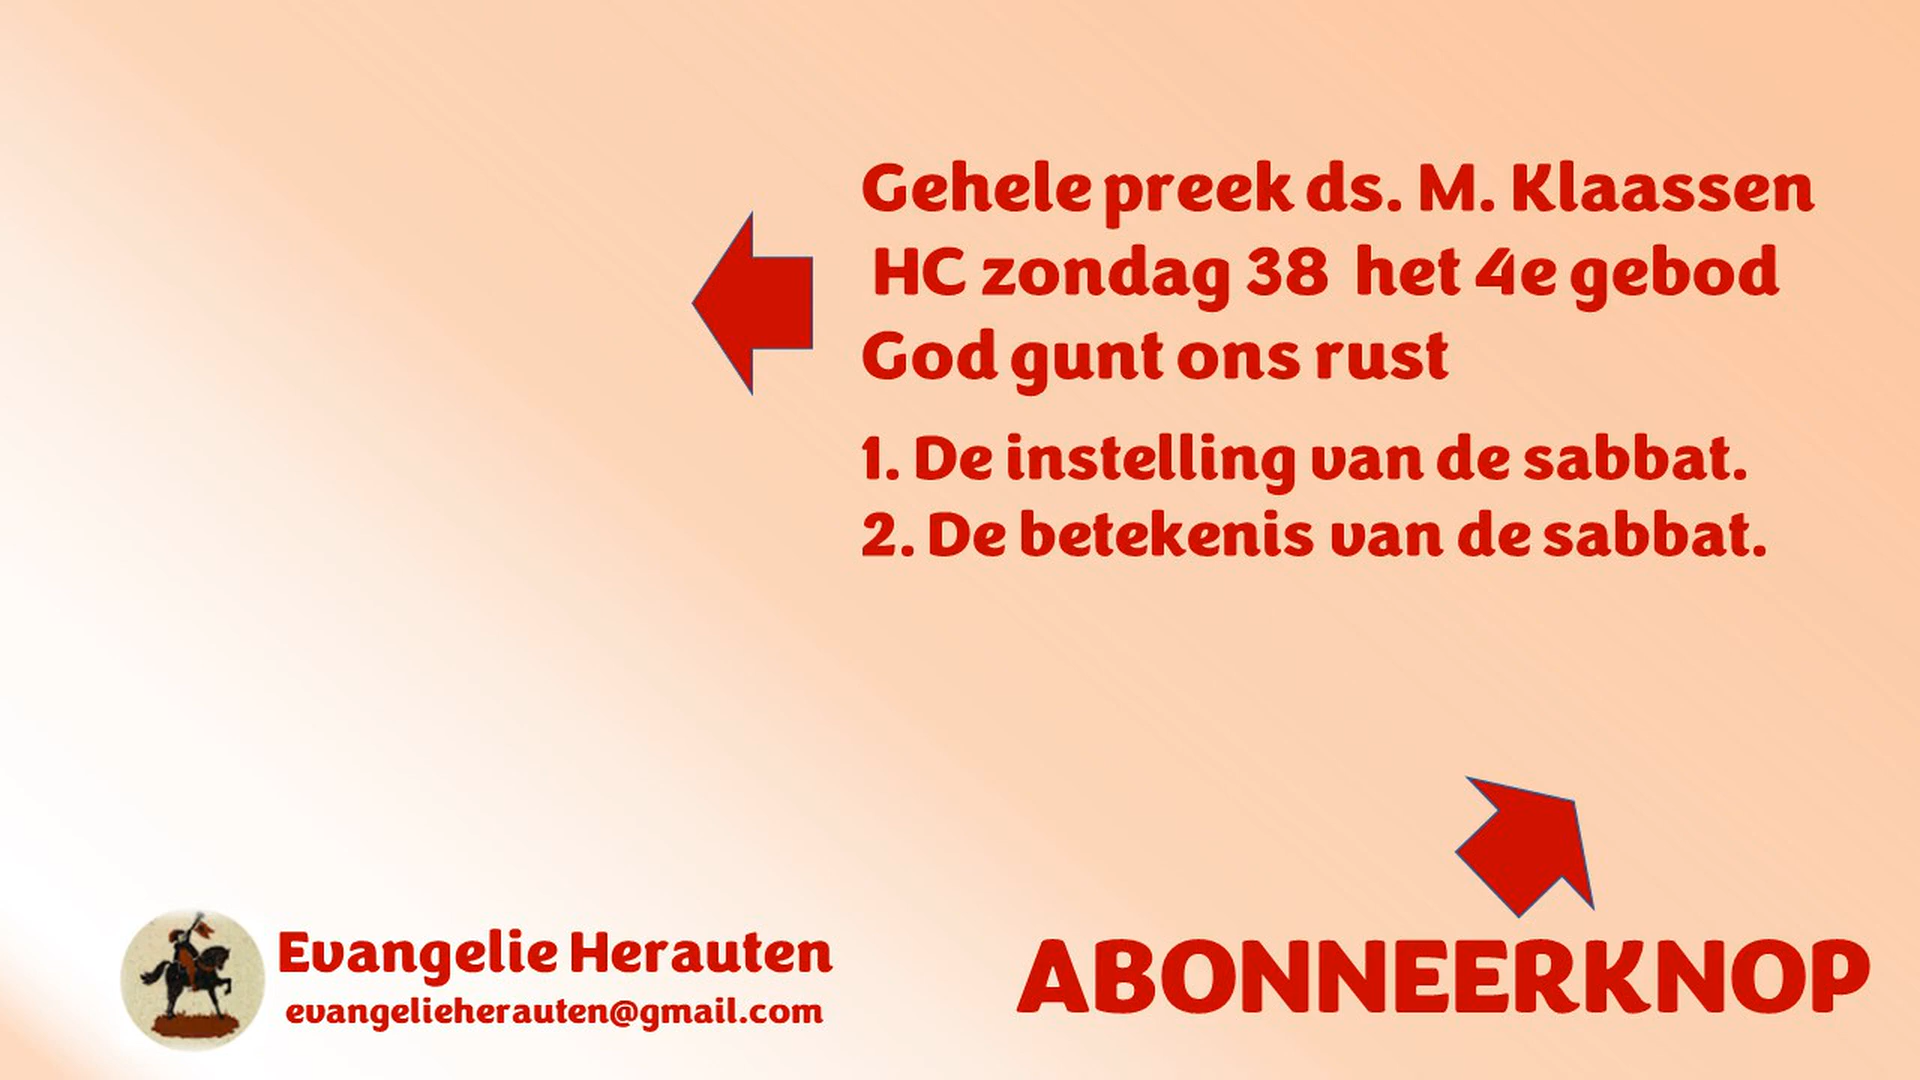 Gehele preek ds. M. Klaassen
HC zondag 38 het 4e gebod
God gunt ons rust
1. De instelling van de sabbat.
2. De betekenis van de sabbat.
Evangelie Herauten
evangelieherauten@gmail.com
ABONNEERKNOP